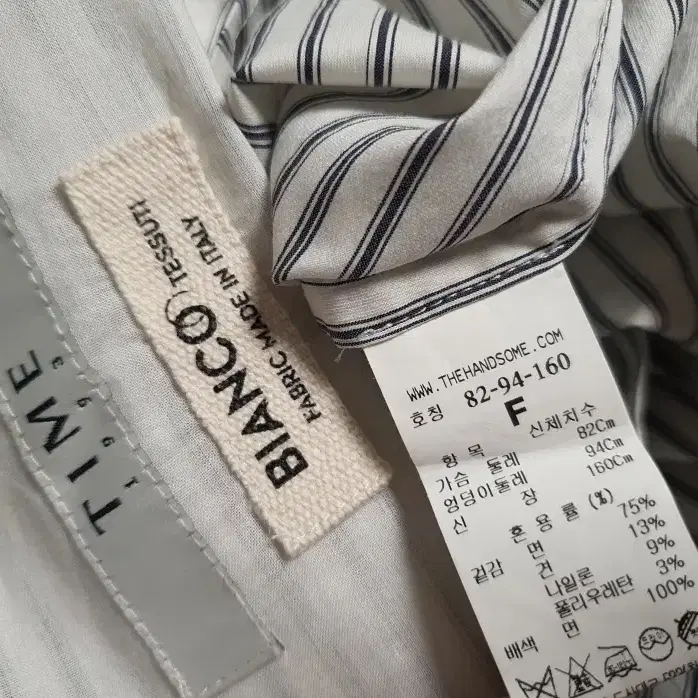 TIME
1993
BIANCO TESSUTI
FABRIC MADE IN ITALY
WWW.THEHANDSOME.COM
호칭 82-94-160
F
항 목 신체치수
가슴 둘레 82Cm
엉덩이둘레 94Cm
신 장 160Cm
혼 용 률 (%)
겉감 면 75%
견 13%
나일론 9%
폴리우레탄 3%
배색 면 100%